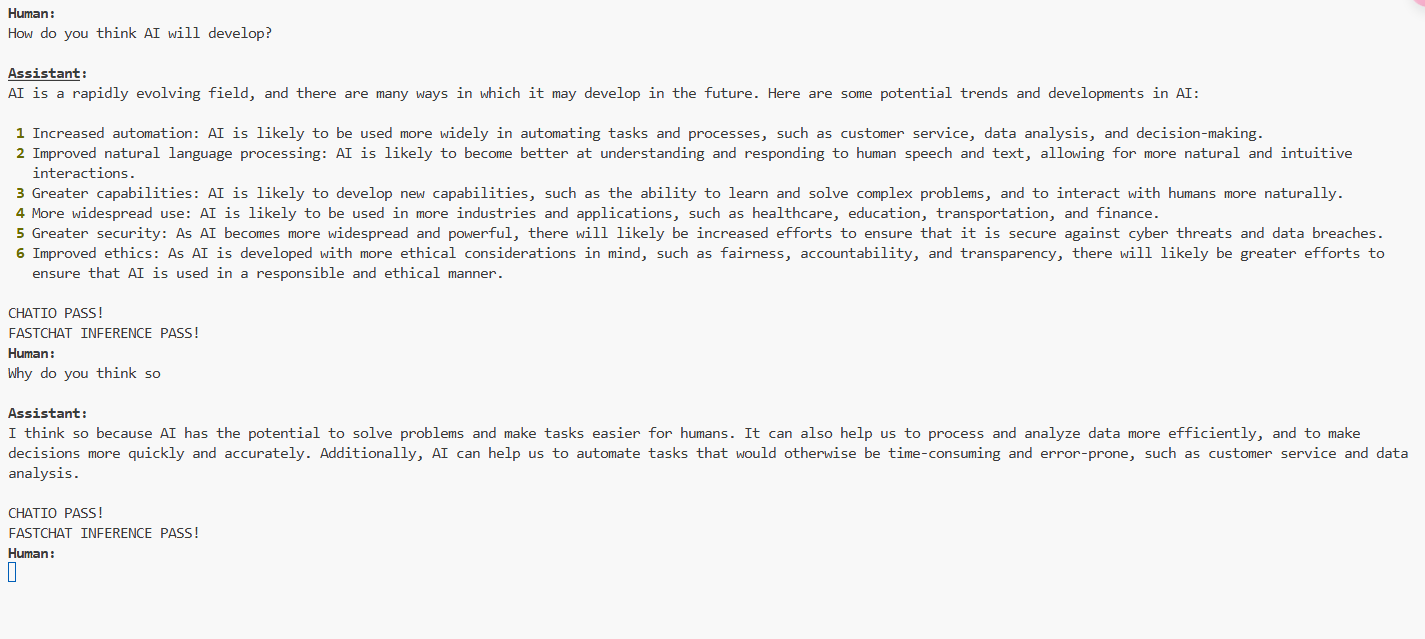 Human:
How do you think AI will develop?
Assistant:
AI is a rapidly evolving field, and there are many ways in which it may develop in the future. Here are some potential trends and developments in AI:
1 Increased automation: AI is likely to be used more widely in automating tasks and processes, such as customer service, data analysis, and decision-making.
2 Improved natural language processing: AI is likely to become better at understanding and responding to human speech and text, allowing for more natural and intuitive
interactions.
3 Greater capabilities: AI is likely to develop new capabilities, such as the ability to learn and solve complex problems, and to interact with humans more naturally.
4 More widespread use: AI is likely to be used in more industries and applications, such as healthcare, education, transportation, and finance.
5 Greater security: As AI becomes more widespread and powerful, there will likely be increased efforts to ensure that it is secure against cyber threats and data breaches.
6 Improved ethics: As AI is developed with more ethical considerations in mind, such as fairness, accountability, and transparency, there will likely be greater efforts to
ensure that AI is used in a responsible and ethical manner.
CHATIO PASS!
FASTCHAT INFERENCE PASS!
Human:
Why do you think so
Assistant:
I think so because AI has the potential to solve problems and make tasks easier for humans. It can also help us to process and analyze data more efficiently, and to make
decisions more quickly and accurately. Additionally, AI can help us to automate tasks that would otherwise be time-consuming and error-prone, such as customer service and data
analysis.
CHATIO PASS!
FASTCHAT INFERENCE PASS!
Human: